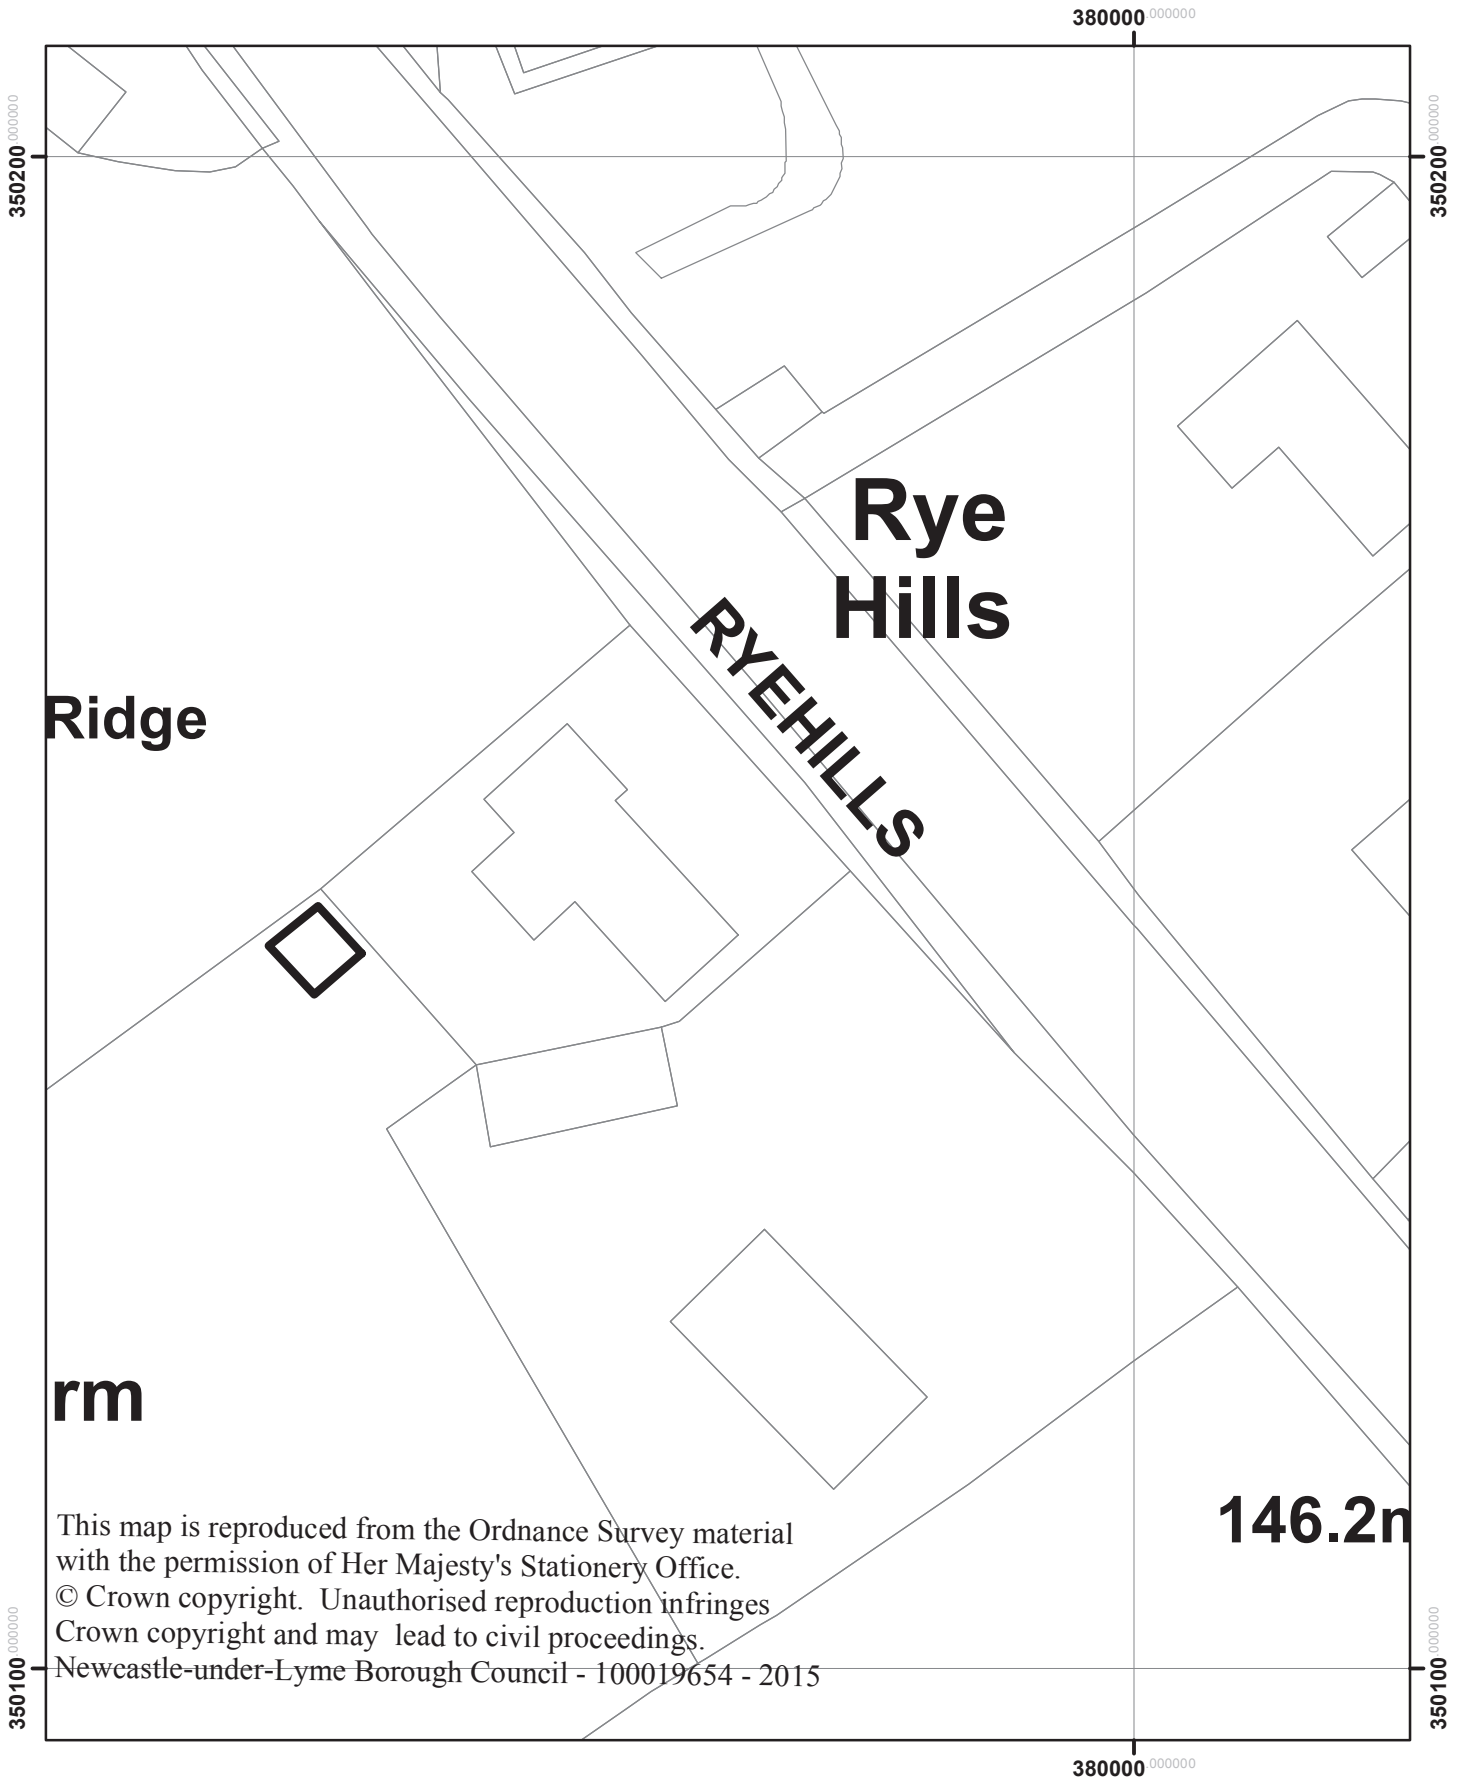 380000.000000
350200.000000
350200.000000
Rye
Hills
RYEHILLS
Ridge
rm
146.2m
This map is reproduced from the Ordnance Survey material
with the permission of Her Majesty's Stationery Office.
© Crown copyright.  Unauthorised reproduction infringes
Crown copyright and may  lead to civil proceedings.
Newcastle-under-Lyme Borough Council - 100019654 - 2015
350100.000000
350100.000000
380000.000000